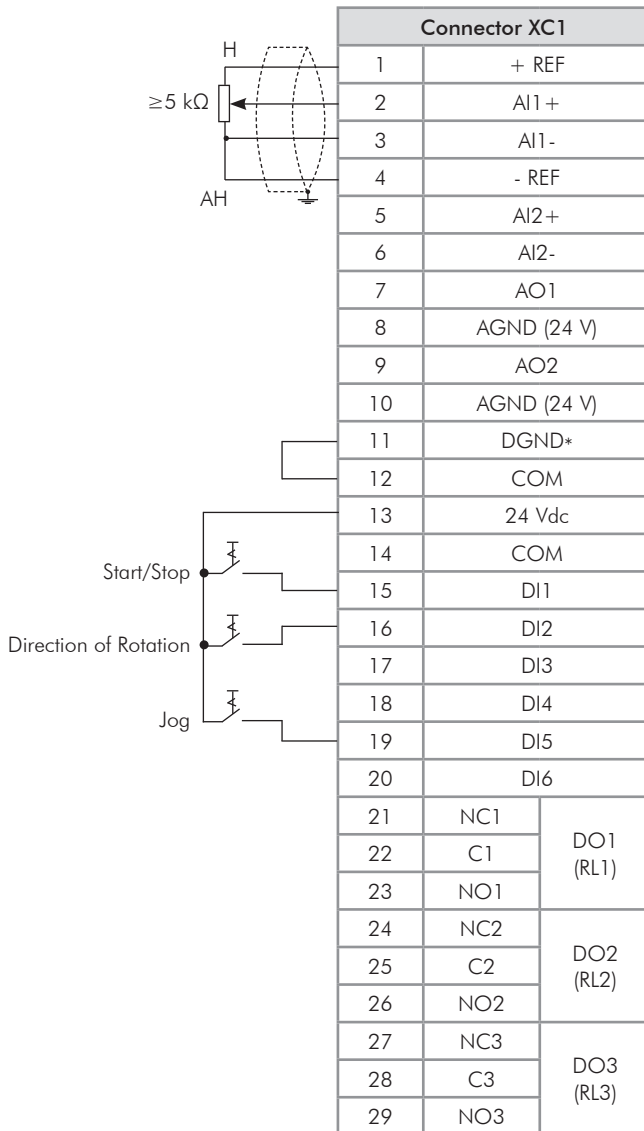 Connector XC1
H
≥5 kΩ
AH
1 + REF
2 AI1+
3 AI1-
4 - REF
5 AI2+
6 AI2-
7 AO1
8 AGND (24 V)
9 AO2
10 AGND (24 V)
11 DGND*
12 COM
13 24 Vdc
14 COM
Start/Stop
15 DI1
Direction of Rotation
16 DI2
17 DI3
18 DI4
Jog
19 DI5
20 DI6
21 NC1
22 C1
23 NO1
DO1
(RL1)
24 NC2
25 C2
26 NO2
DO2
(RL2)
27 NC3
28 C3
29 NO3
DO3
(RL3)